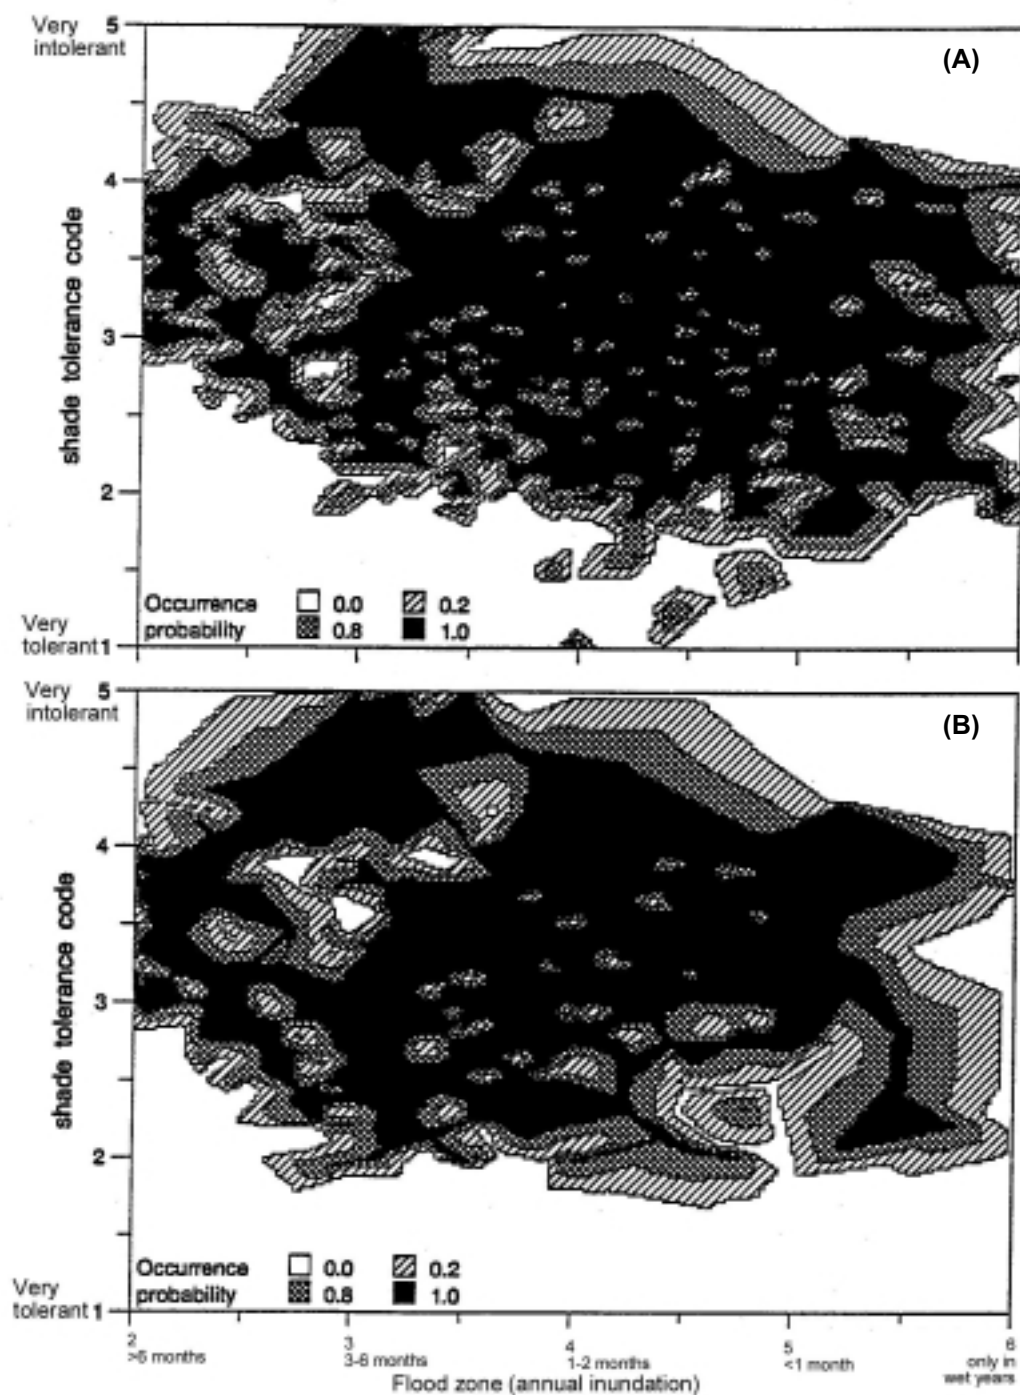 Very intolerant
5
(A)
4
shade tolerance code
3
2
Occurrence probability
0.0
0.2
0.8
1.0
Very tolerant 1
Very intolerant
5
(B)
4
shade tolerance code
3
2
Occurrence probability
0.0
0.2
0.8
1.0
Very tolerant 1
2
3
4
5
6
>6 months
3-6 months
1-2 months
<1 month
only in wet years
Flood zone (annual inundation)